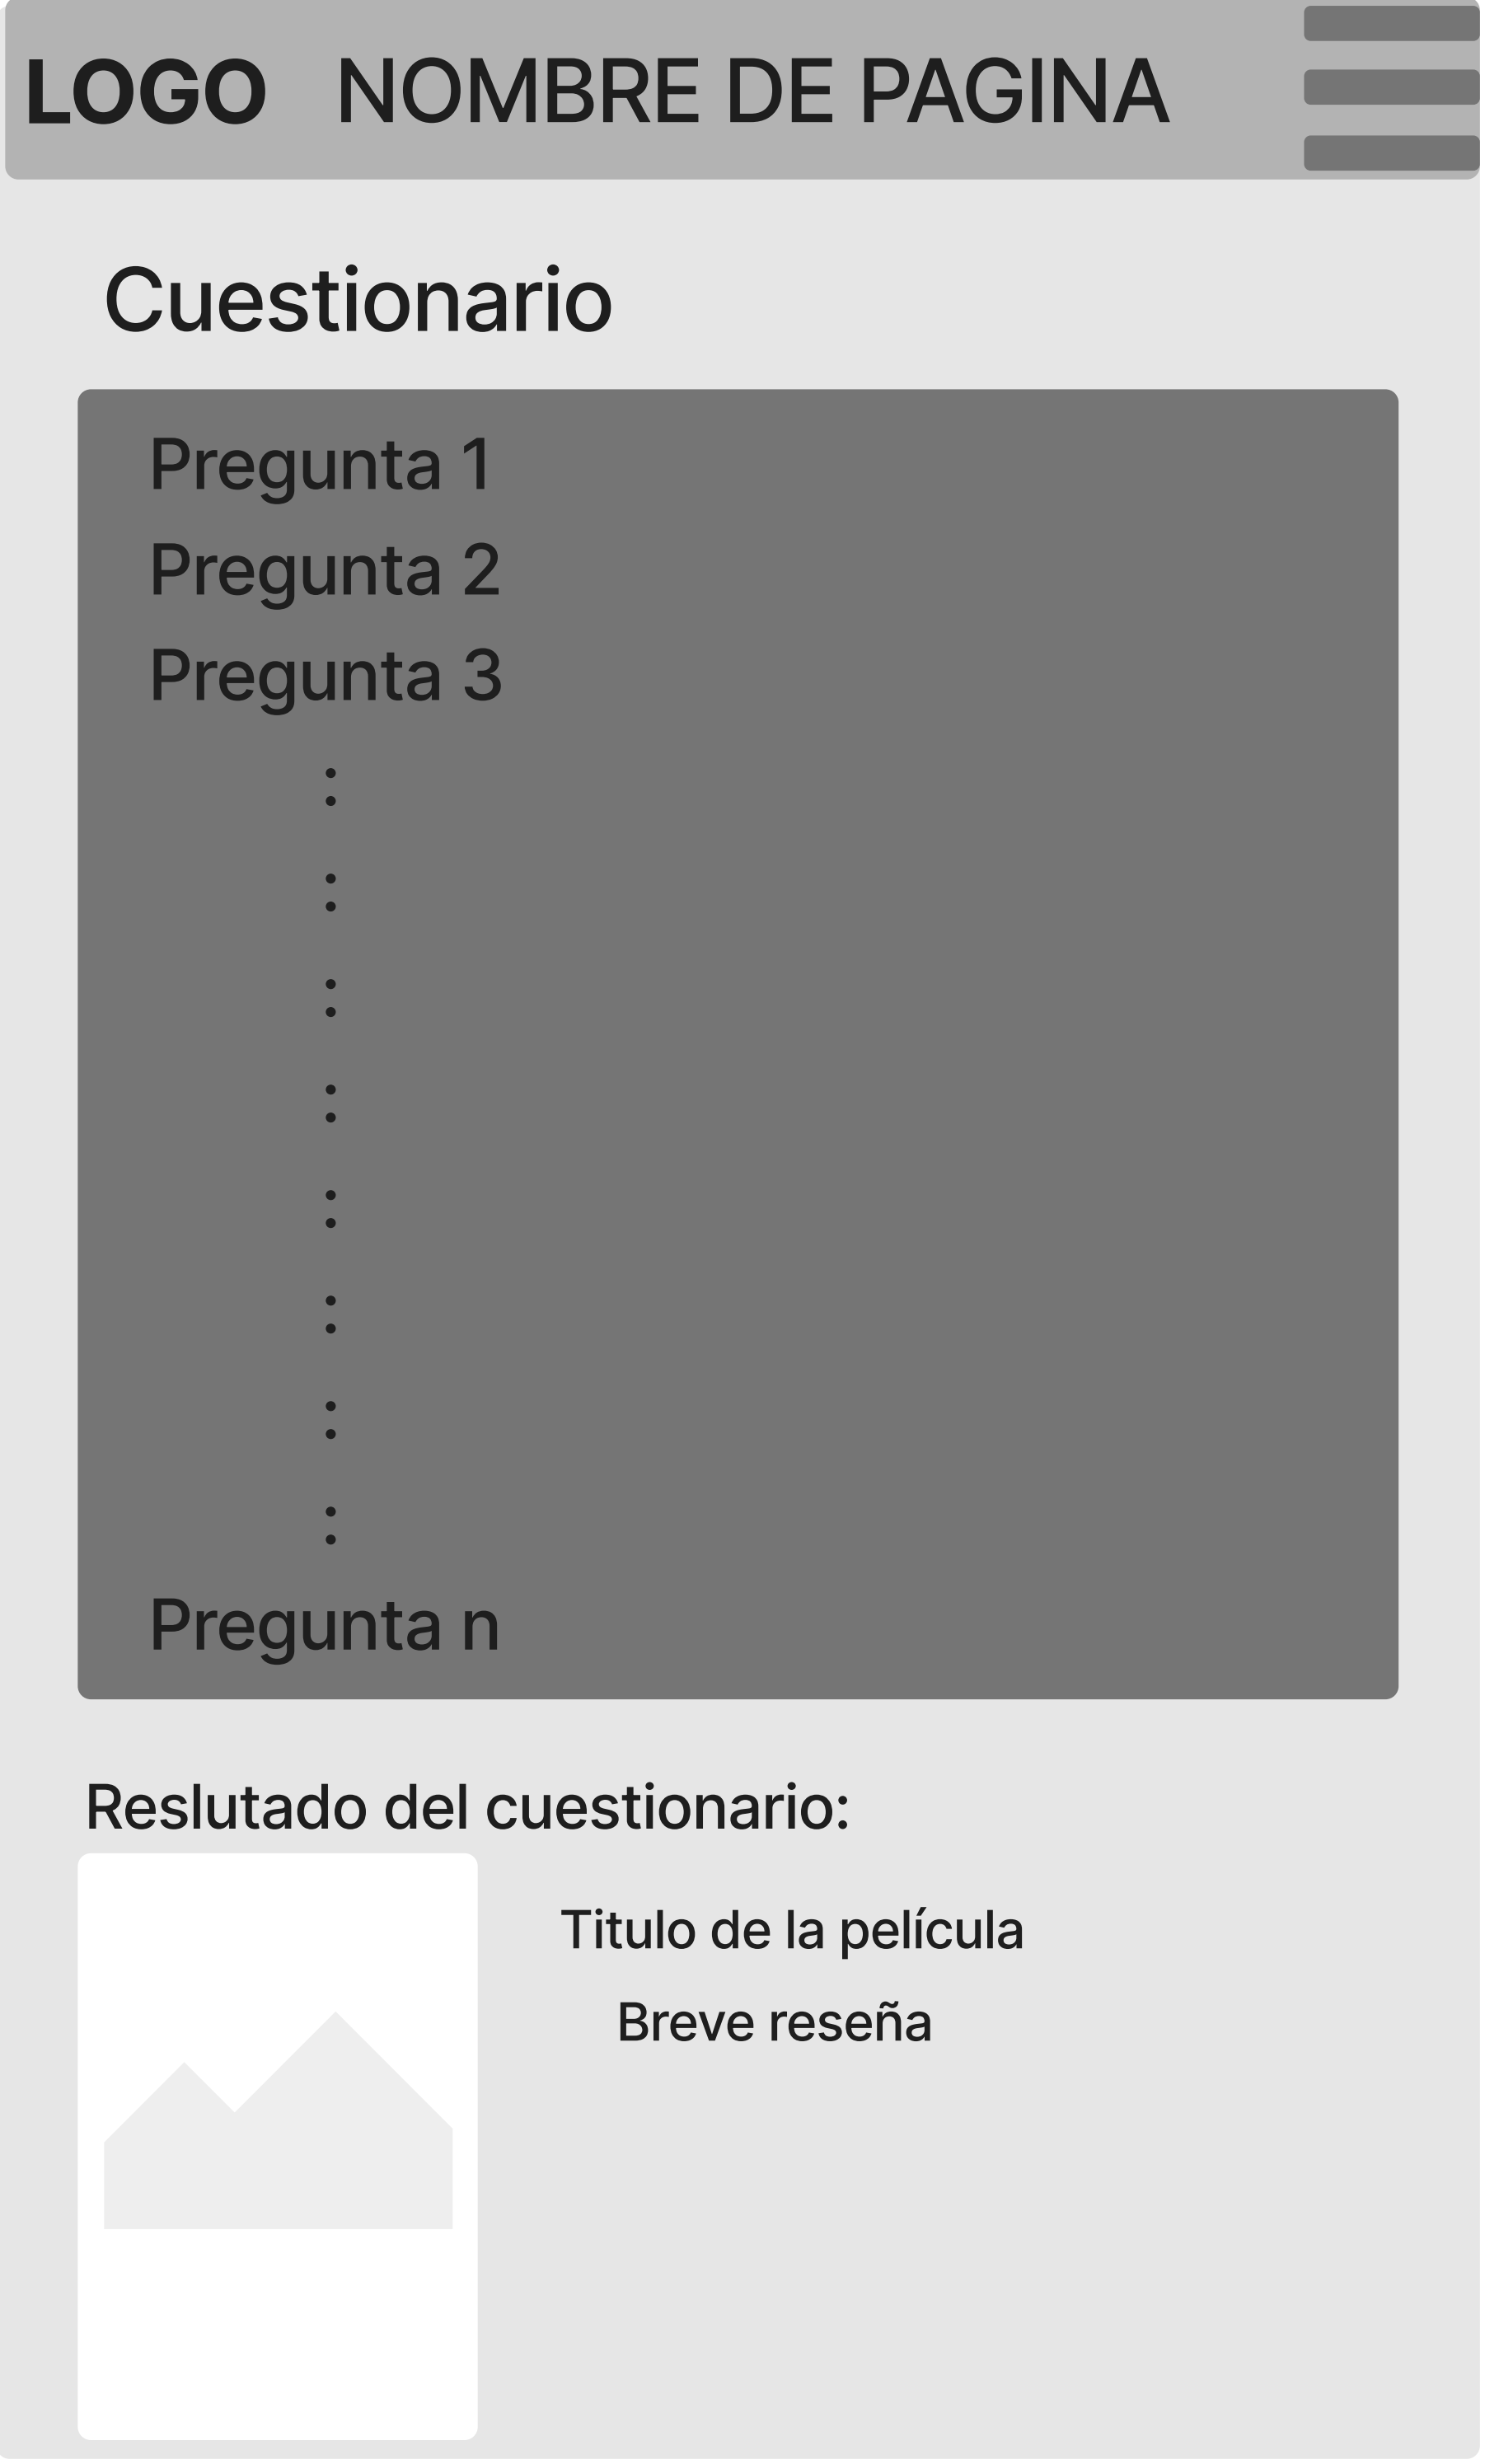 LOGO NOMBRE DE PAGINA
Cuestionario
Pregunta 1
Pregunta 2
Pregunta 3
:
:
:
:
:
:
:
:
Pregunta n
Reslutado del cuestionario:
Titulo de la película
Breve reseña